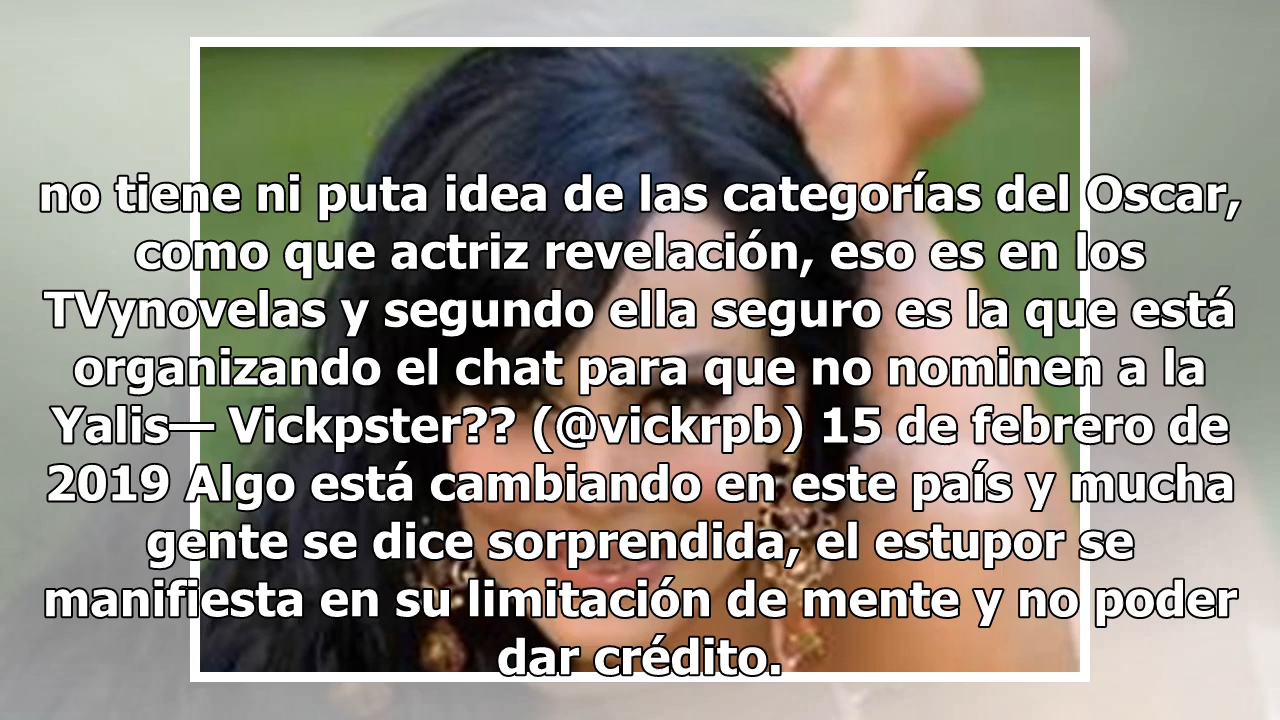 no tiene ni puta idea de las categorías del Oscar,
como que actriz revelación, eso es en los
TVynovelas y segundo ella seguro es la que está
organizando el chat para que no nominen a la
Yalis— Vickpster?? (@vickrpb) 15 de febrero de
2019 Algo está cambiando en este país y mucha
gente se dice sorprendida, el estupor se
manifiesta en su limitación de mente y no poder
dar crédito.